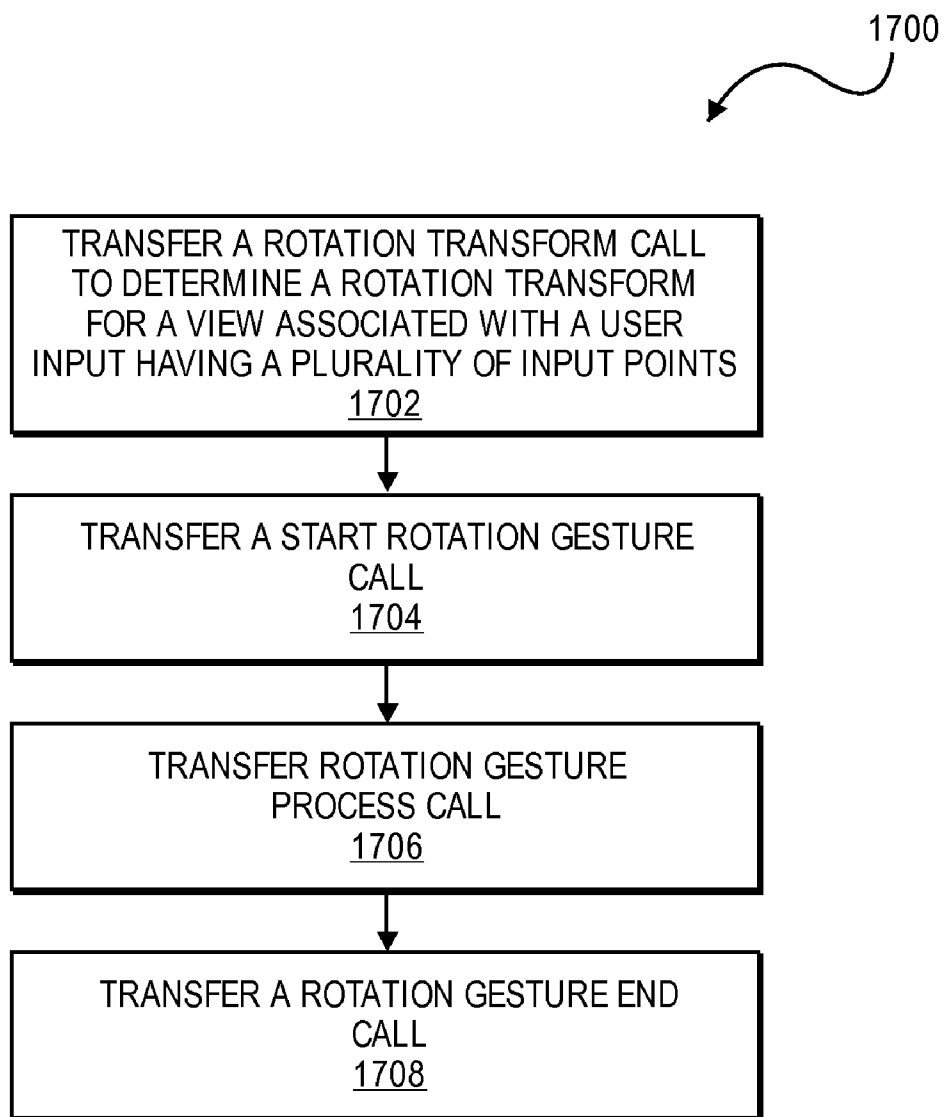 1700
TRANSFER A ROTATION TRANSFORM CALL
TO DETERMINE A ROTATION TRANSFORM
FOR A VIEW ASSOCIATED WITH A USER
INPUT HAVING A PLURALITY OF INPUT POINTS
1702
TRANSFER A START ROTATION GESTURE
CALL
1704
TRANSFER ROTATION GESTURE
PROCESS CALL
1706
TRANSFER A ROTATION GESTURE END
CALL
1708